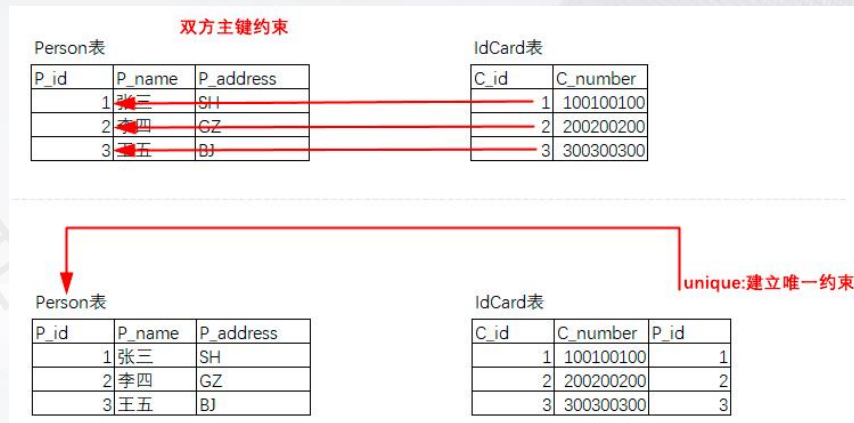 双方主键约束
Person表 IdCard表
P_id P_name P_address C_id C_number
1 张三 SH 1 100100100
2 李四 GZ 2 200200200
3 王五 BJ 3 300300300
unique:建立唯一约束
Person表 IdCard表
P_id P_name P_address C_id C_number P_id
1 张三 SH 1 100100100 1
2 李四 GZ 2 200200200 2
3 王五 BJ 3 300300300 3